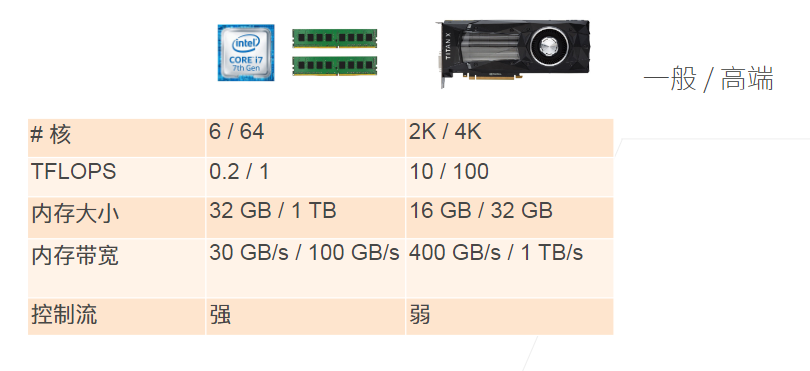 intel
CORE i7
7th Gen
TITAN X
一般 / 高端
# 核 6 / 64 2K / 4K
TFLOPS 0.2 / 1 10 / 100
内存大小 32 GB / 1 TB 16 GB / 32 GB
内存带宽 30 GB/s / 100 GB/s 400 GB/s / 1 TB/s
控制流 强 弱